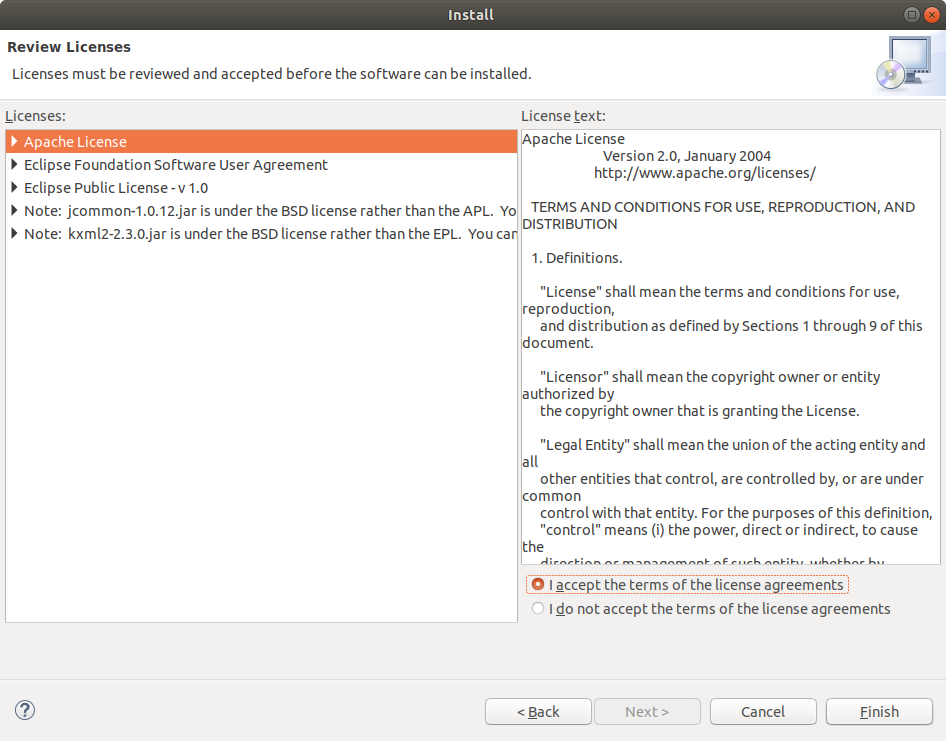 Install
Review Licenses
Licenses must be reviewed and accepted before the software can be installed.
Licenses:
Apache License
Eclipse Foundation Software User Agreement
Eclipse Public License - v 1.0
Note:  jcommon-1.0.12.jar is under the BSD license rather than the APL.  Yo
Note:  kxml2-2.3.0.jar is under the BSD license rather than the EPL.  You can
License text:
Apache License
Version 2.0, January 2004
http://www.apache.org/licenses/
TERMS AND CONDITIONS FOR USE, REPRODUCTION, AND
DISTRIBUTION
1. Definitions.
"License" shall mean the terms and conditions for use,
reproduction,
and distribution as defined by Sections 1 through 9 of this
document.
"Licensor" shall mean the copyright owner or entity
authorized by
the copyright owner that is granting the License.
"Legal Entity" shall mean the union of the acting entity and
all
other entities that control, are controlled by, or are under
common
control with that entity. For the purposes of this definition,
"control" means (i) the power, direct or indirect, to cause
the
direction or management of such entity, whether by
I accept the terms of the license agreements
I do not accept the terms of the license agreements
?
< Back
Next >
Cancel
Finish